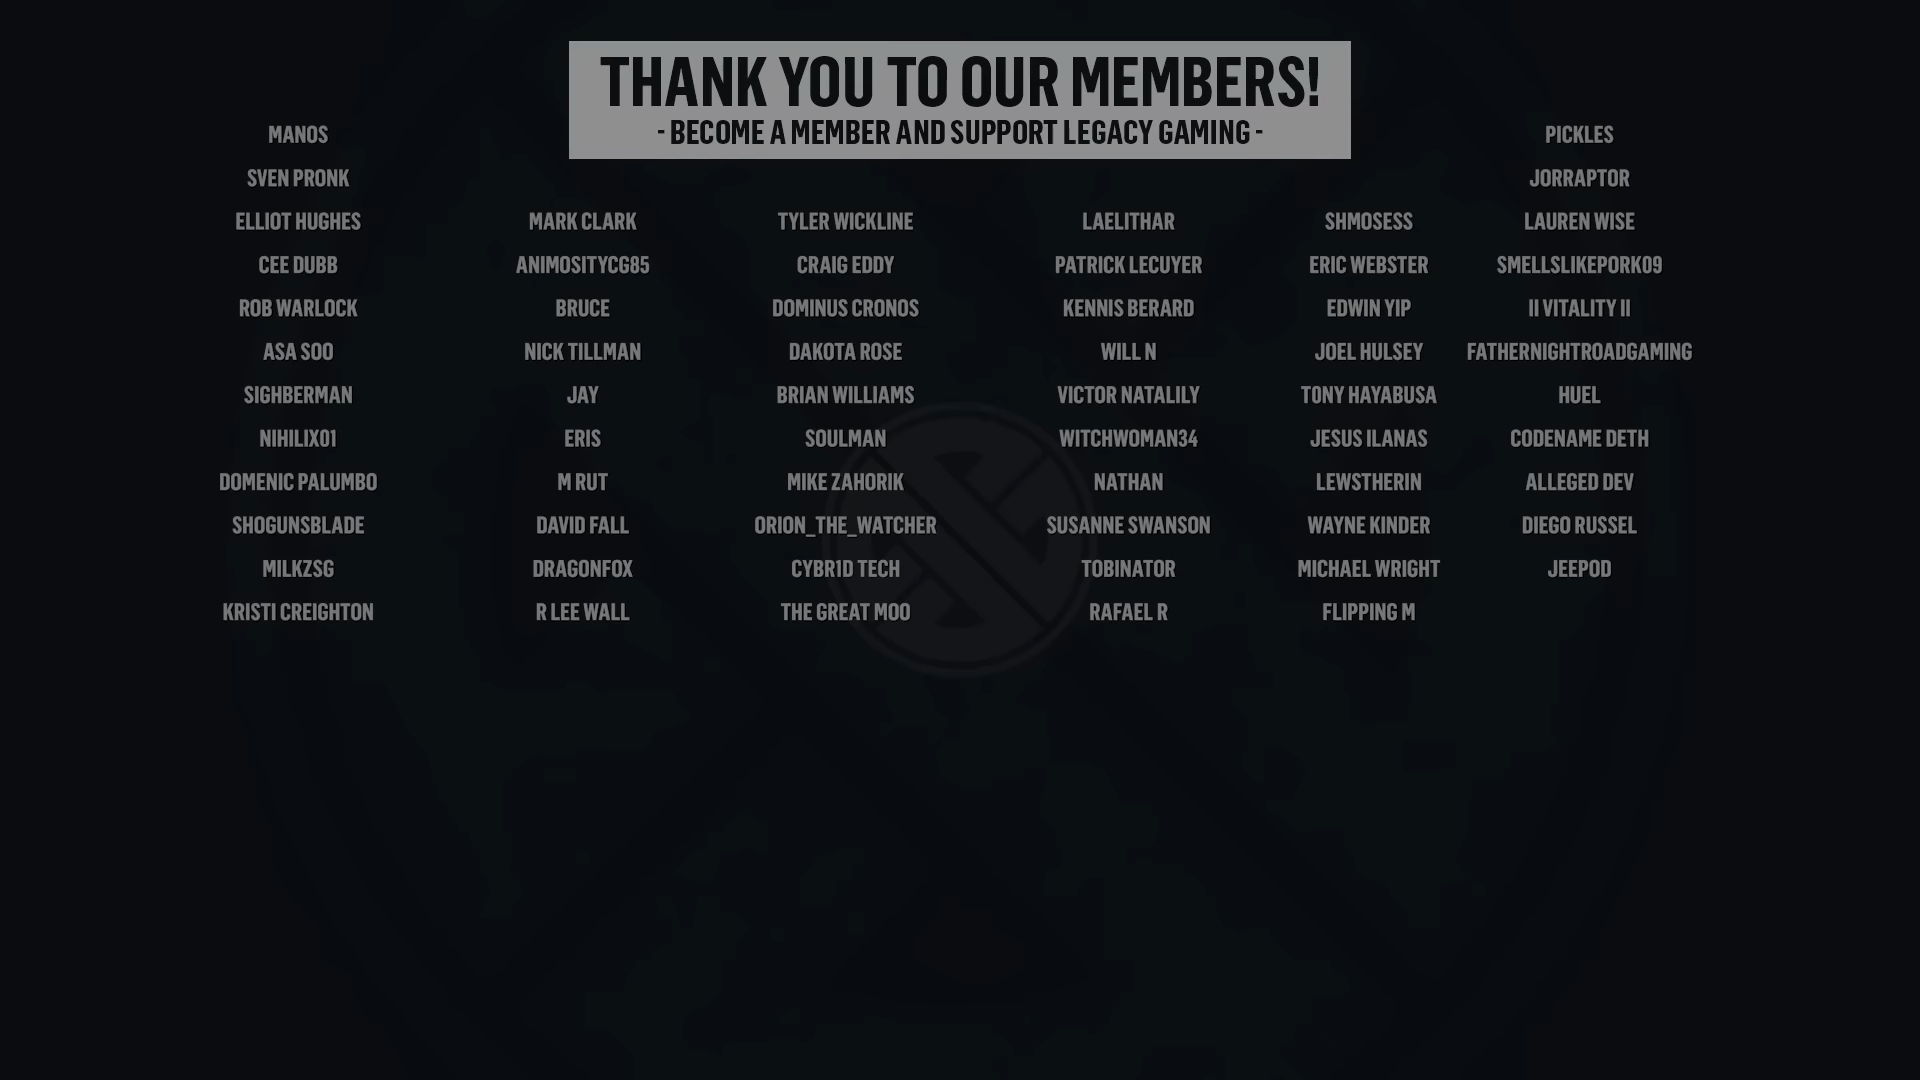 THANK YOU TO OUR MEMBERS!
- BECOME A MEMBER AND SUPPORT LEGACY GAMING -
MANOS
SVEN PRONK
ELLIOT HUGHES
CEE DUBB
ROB WARLOCK
ASA SOO
SIGHBERMAN
NIHILIX01
DOMENIC PALUMBO
SHOGUNSBLADE
MILKZSG
KRISTI CREIGHTON
MARK CLARK
ANIMOSITYCG85
BRUCE
NICK TILLMAN
JAY
ERIS
M RUT
DAVID FALL
DRAGONFOX
R LEE WALL
TYLER WICKLINE
CRAIG EDDY
DOMINUS CRONOS
DAKOTA ROSE
BRIAN WILLIAMS
SOULMAN
MIKE ZAHORIK
ORION_THE_WATCHER
CYBR1D TECH
THE GREAT MOO
LAELITHAR
PATRICK LECUYER
KENNIS BERARD
WILL N
VICTOR NATALILY
WITCHWOMAN34
NATHAN
SUSANNE SWANSON
TOBINATOR
RAFAEL R
SHMOSESS
ERIC WEBSTER
EDWIN YIP
JOEL HULSEY
TONY HAYABUSA
JESUS ILANAS
LEWSTHERIN
WAYNE KINDER
MICHAEL WRIGHT
FLIPPING M
PICKLES
JORRAPTOR
LAUREN WISE
SMELLSLIKEPORK09
II VITALITY II
FATHERNIGHTROADGAMING
HUEL
CODENAME DETH
ALLEGED DEV
DIEGO RUSSEL
JEEPOD